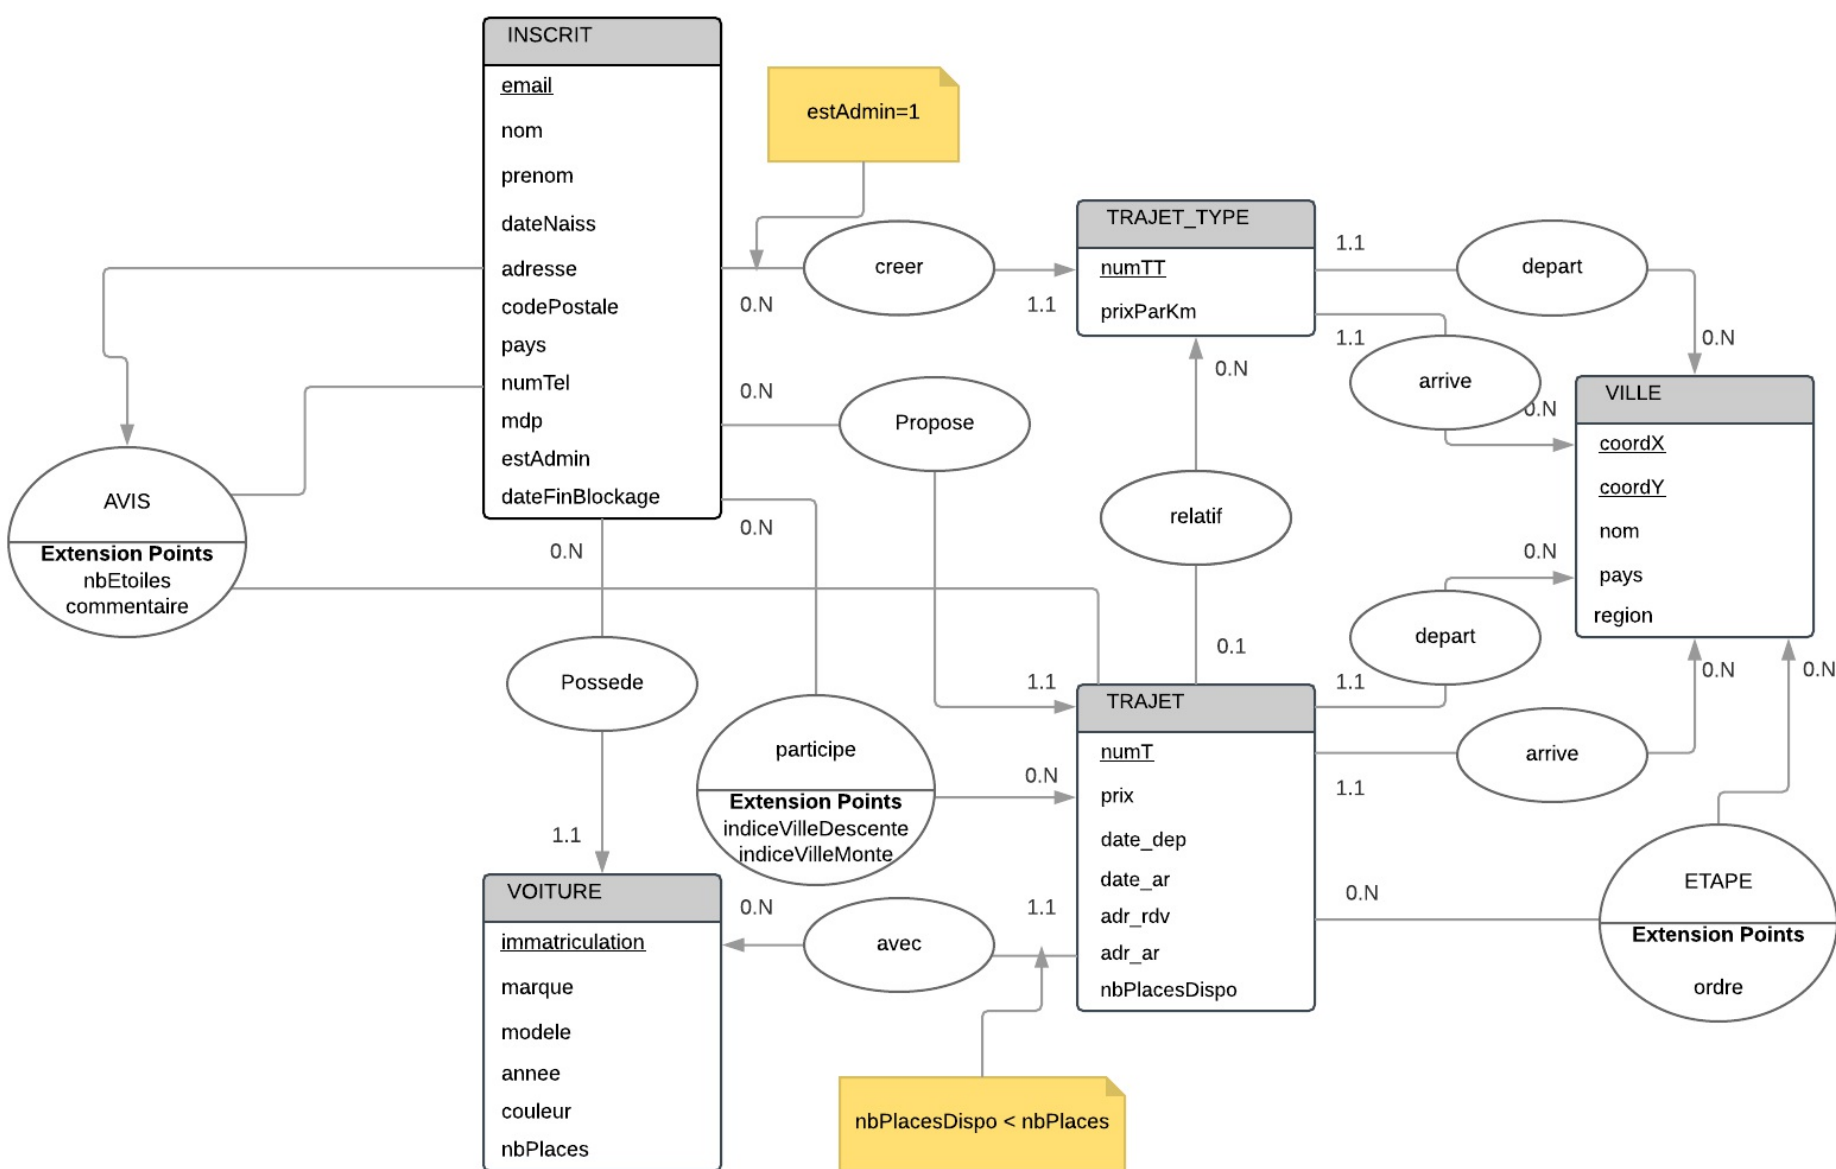 INSCRIT
email
nom
prenom
dateNaiss
adresse
codePostale
pays
numTel
mdp
estAdmin
dateFinBlockage
estAdmin=1
creer
0.N
1.1
TRAJET_TYPE
numTT
prixParKm
1.1
depart
0.N
1.1
arrive
0.N
VILLE
coordX
coordY
nom
pays
region
0.N
Propose
1.1
0.N
relatif
0.1
AVIS
Extension Points
nbEtoiles
commentaire
0.N
Possede
1.1
0.N
participe
Extension Points
indiceVilleDescente
indiceVilleMonte
0.N
TRAJET
numT
prix
date_dep
date_ar
adr_rdv
adr_ar
nbPlacesDispo
1.1
depart
0.N
1.1
arrive
0.N
0.N
ETAPE
Extension Points
ordre
0.N
VOITURE
immatriculation
marque
modele
annee
couleur
nbPlaces
0.N
avec
1.1
nbPlacesDispo < nbPlaces